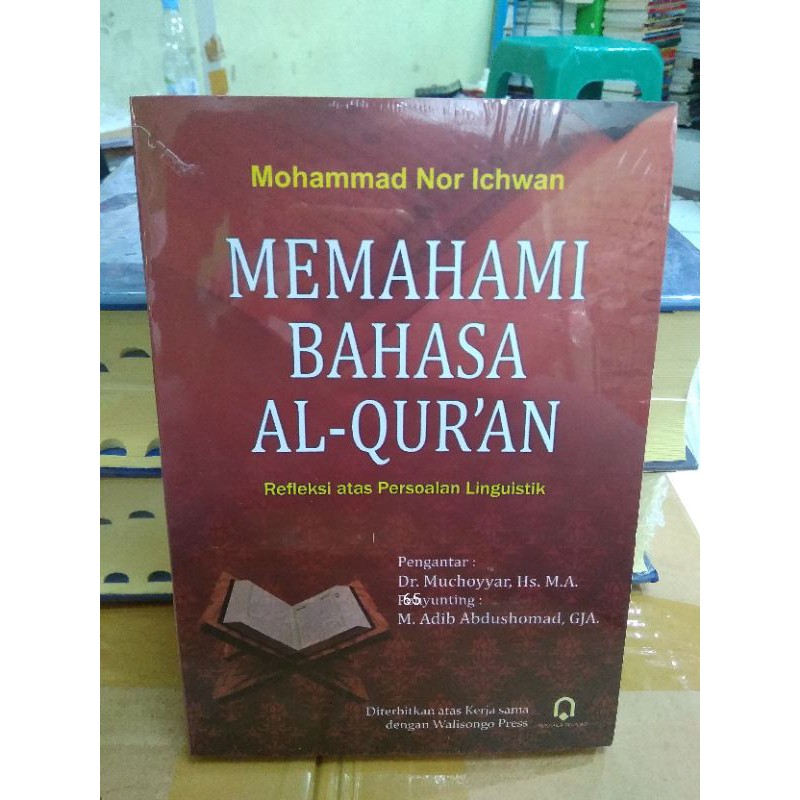 Mohammad Nor Ichwan
MEMAHAMI
BAHASA
AL-QUR'AN
Refleksi atas Persoalan Linguistik
Pengantar :
Dr. Muchoyyar, Hs. M.A.
65
Penyunting :
M. Adib Abdushomad, GJA.
Diterbitkan atas Kerja sama
dengan Walisongo Press